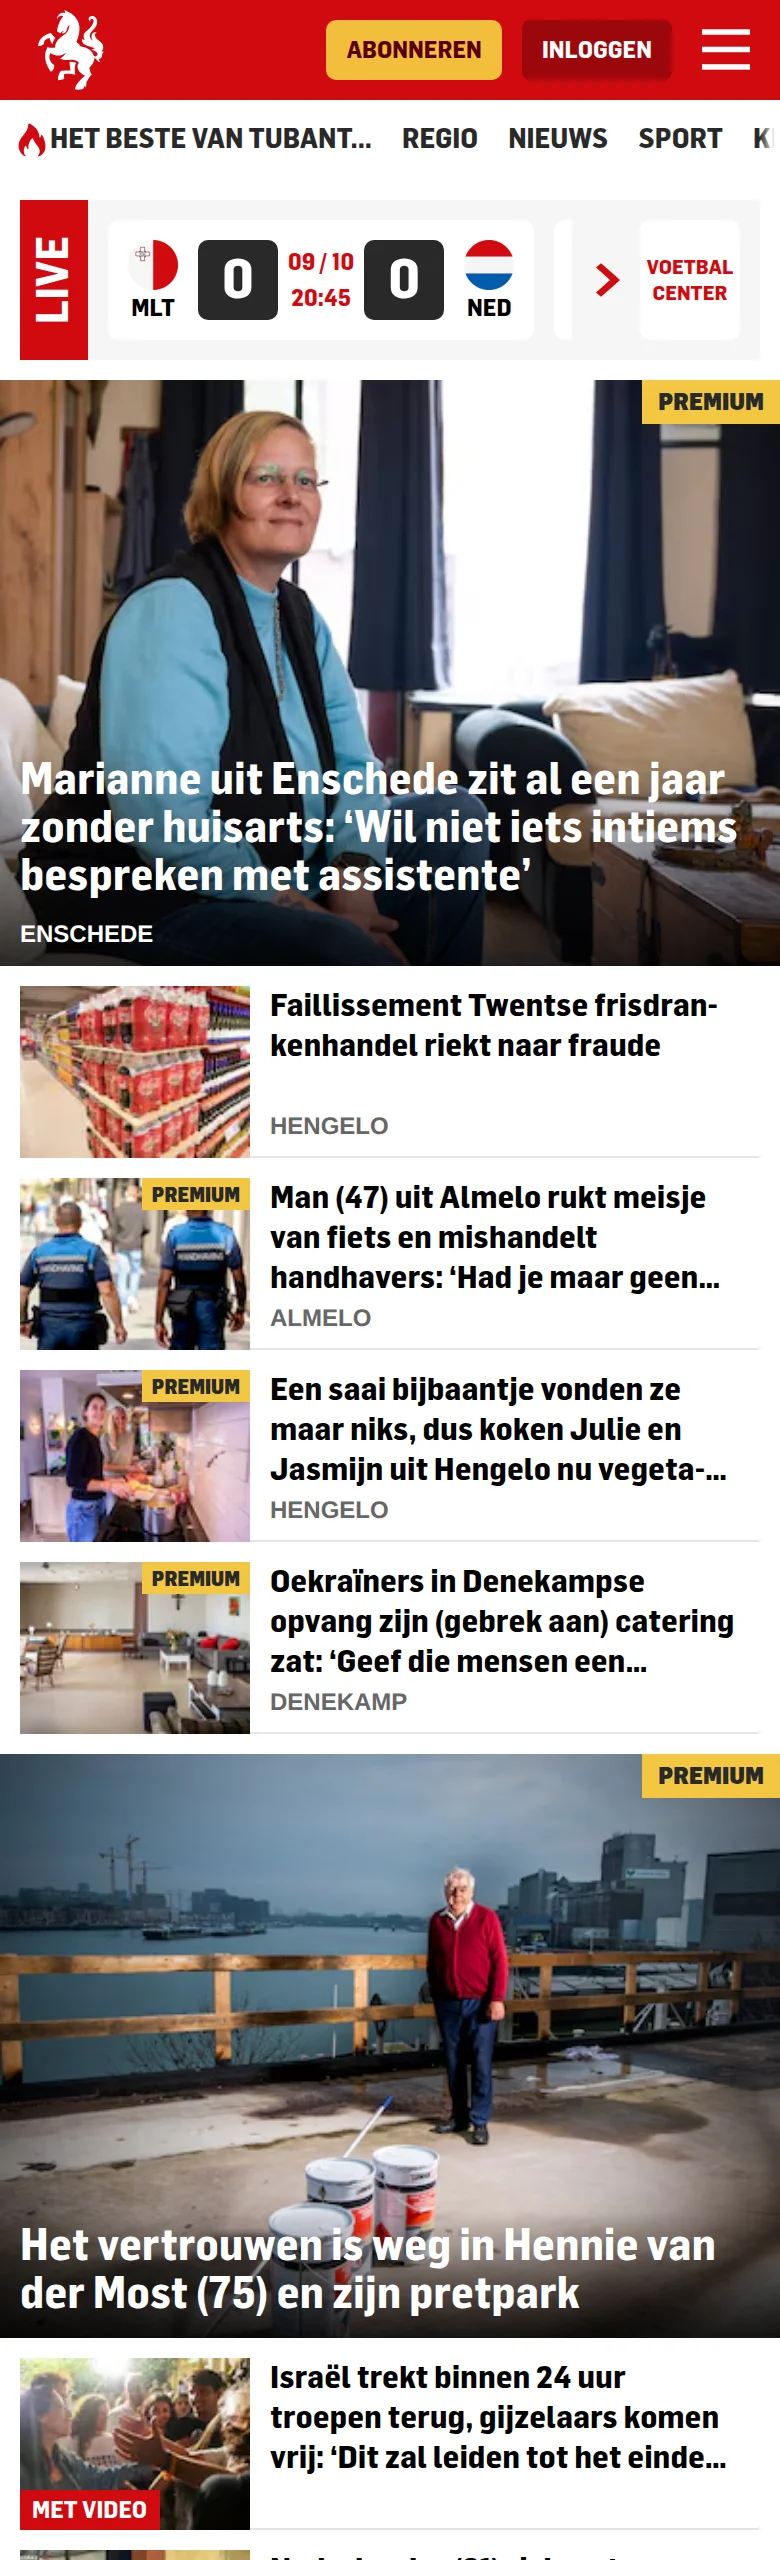 ABONNEREN
INLOGGEN
HET BESTE VAN TUBANT...
REGIO
NIEUWS
SPORT
LIVE
MLT
0
09 / 10
20:45
0
NED
VOETBAL
CENTER
PREMIUM
Marianne uit Enschede zit al een jaar
zonder huisarts: ‘Wil niet iets intiems
bespreken met assistente’
ENSCHEDE
Faillissement Twentse frisdran-
kenhandel riekt naar fraude
HENGELO
PREMIUM
Man (47) uit Almelo rukt meisje
van fiets en mishandelt
handhavers: ‘Had je maar geen...
ALMELO
PREMIUM
Een saai bijbaantje vonden ze
maar niks, dus koken Julie en
Jasmijn uit Hengelo nu vegeta-...
HENGELO
PREMIUM
Oekraïners in Denekampse
opvang zijn (gebrek aan) catering
zat: ‘Geef die mensen een...
DENEKAMP
PREMIUM
Het vertrouwen is weg in Hennie van
der Most (75) en zijn pretpark
Israël trekt binnen 24 uur
troepen terug, gijzelaars komen
vrij: ‘Dit zal leiden tot het einde...
MET VIDEO